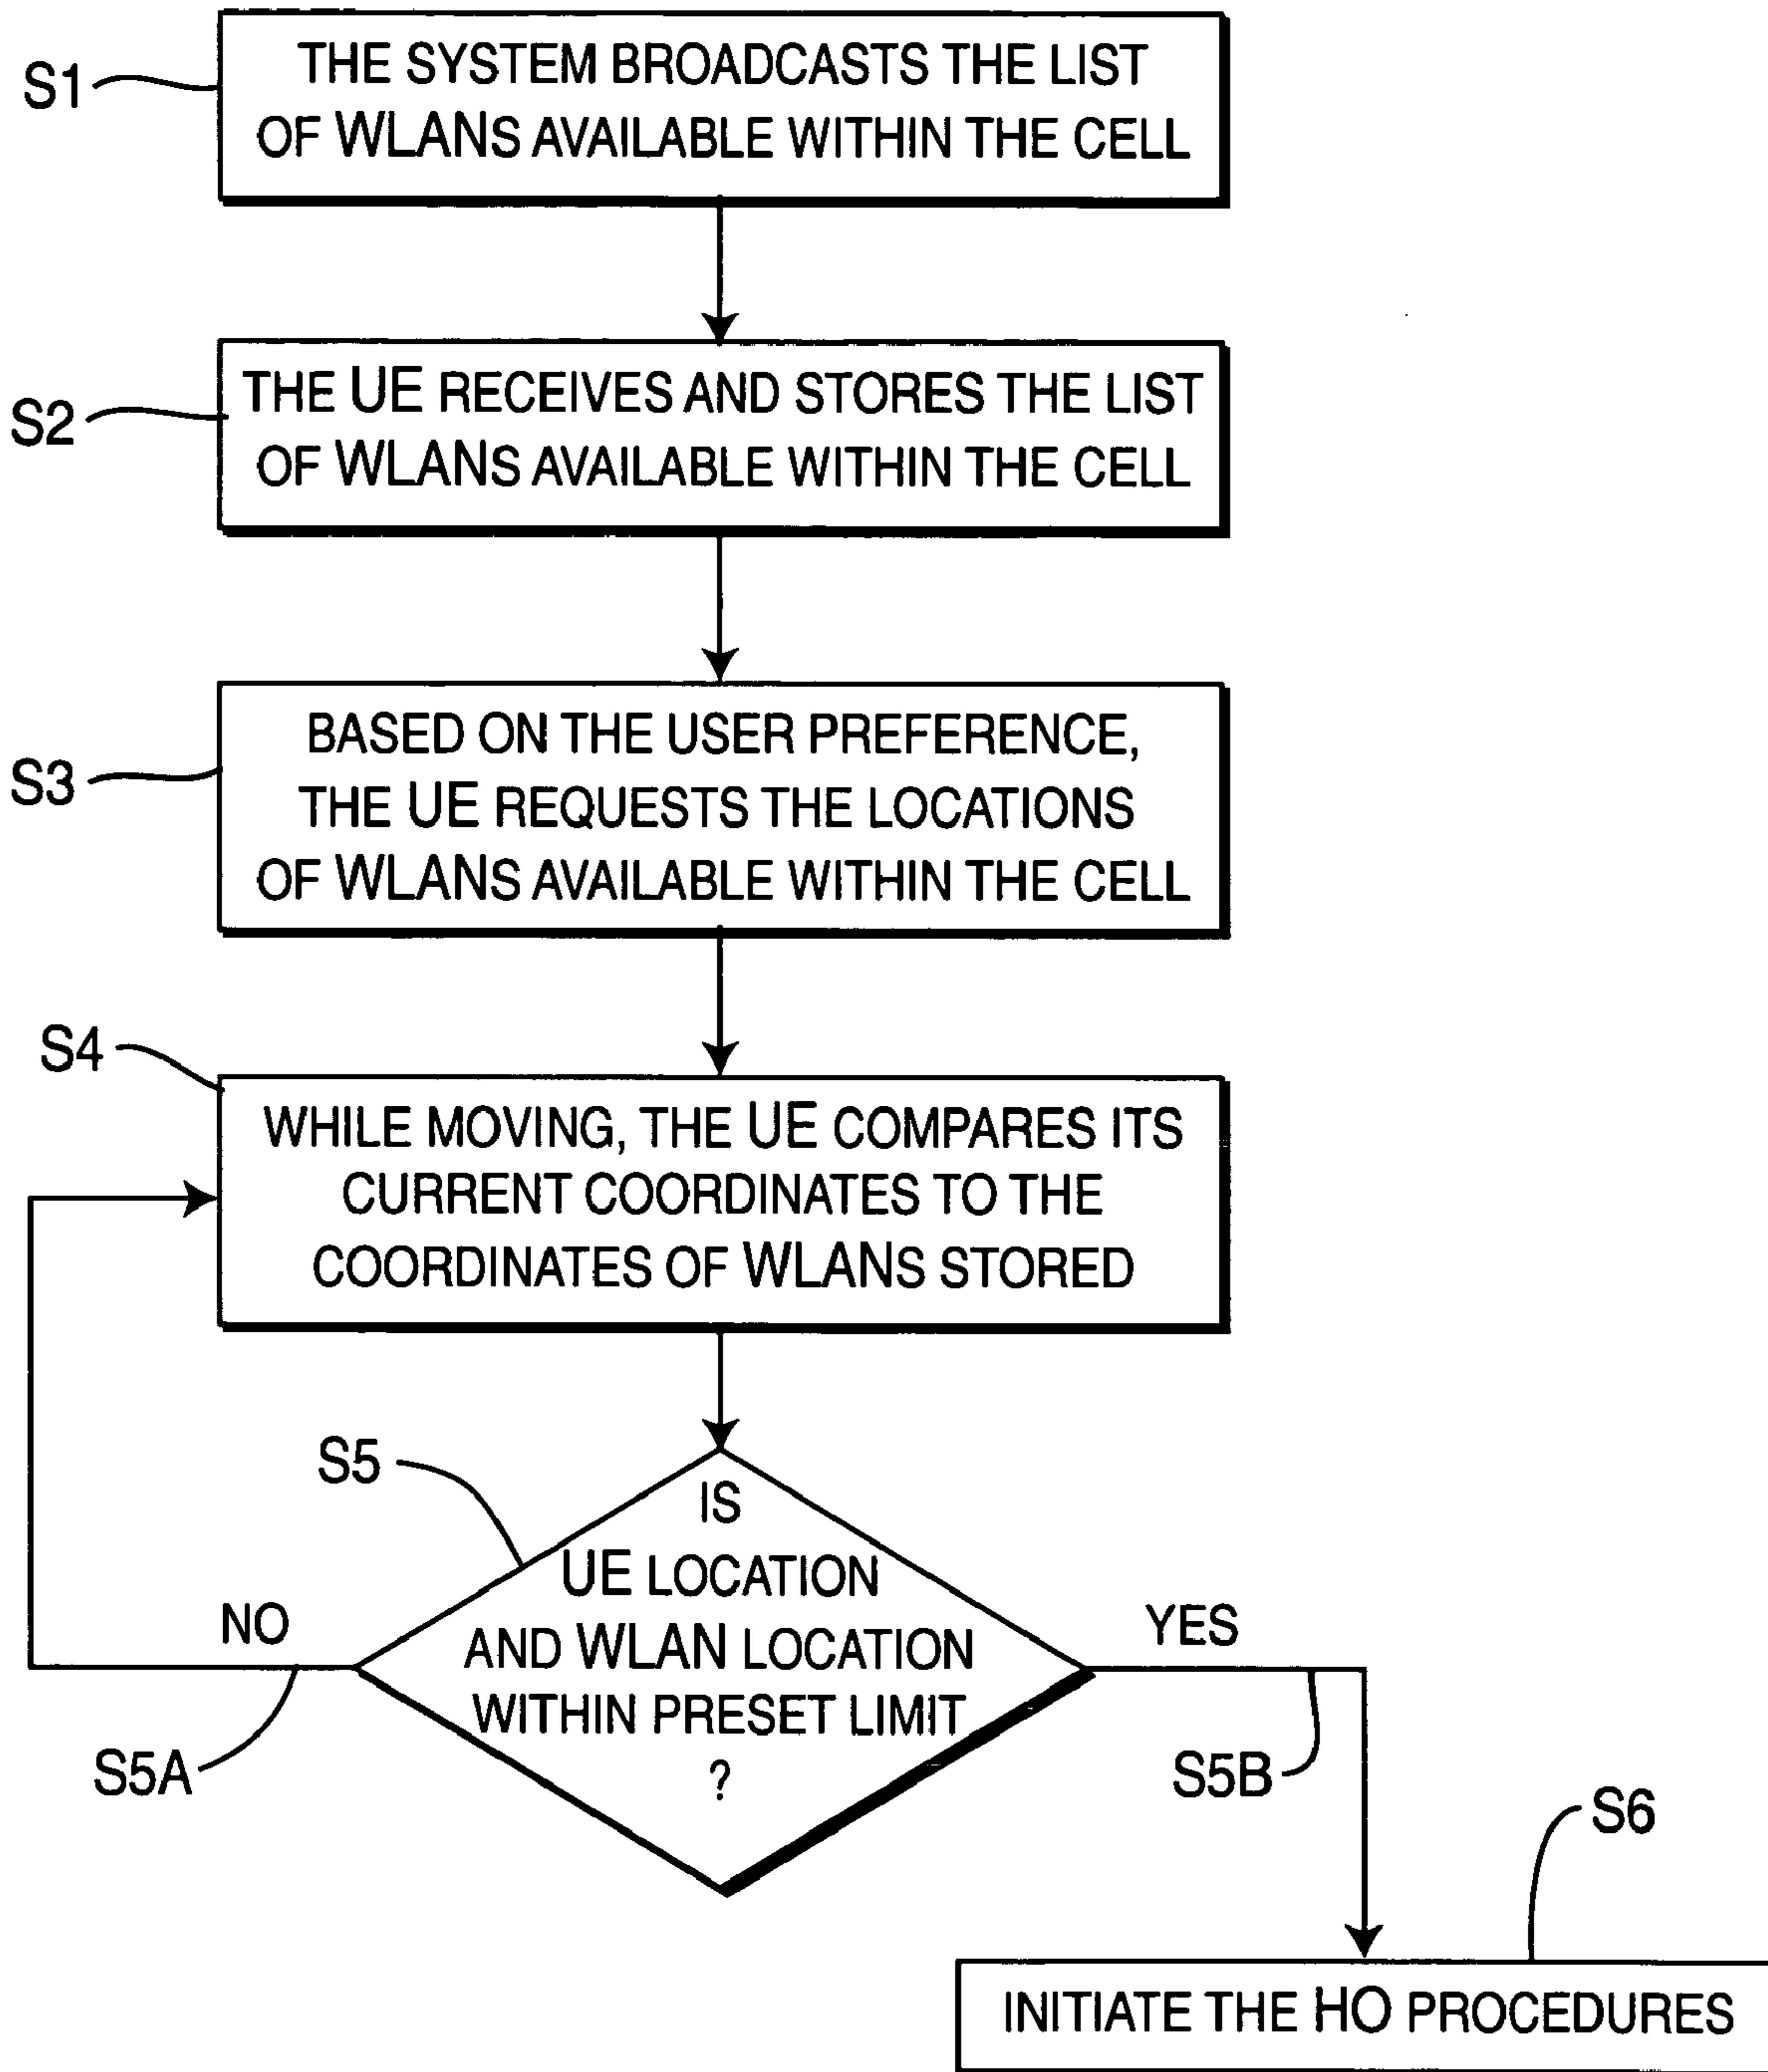 S1
THE SYSTEM BROADCASTS THE LIST
OF WLANS AVAILABLE WITHIN THE CELL
S2
THE UE RECEIVES AND STORES THE LIST
OF WLANS AVAILABLE WITHIN THE CELL
S3
BASED ON THE USER PREFERENCE,
THE UE REQUESTS THE LOCATIONS
OF WLANS AVAILABLE WITHIN THE CELL
S4
WHILE MOVING, THE UE COMPARES ITS
CURRENT COORDINATES TO THE
COORDINATES OF WLANS STORED
S5
IS
UE LOCATION
AND WLAN LOCATION
WITHIN PRESET LIMIT
?
NO
YES
S5A
S5B
S6
INITIATE THE HO PROCEDURES